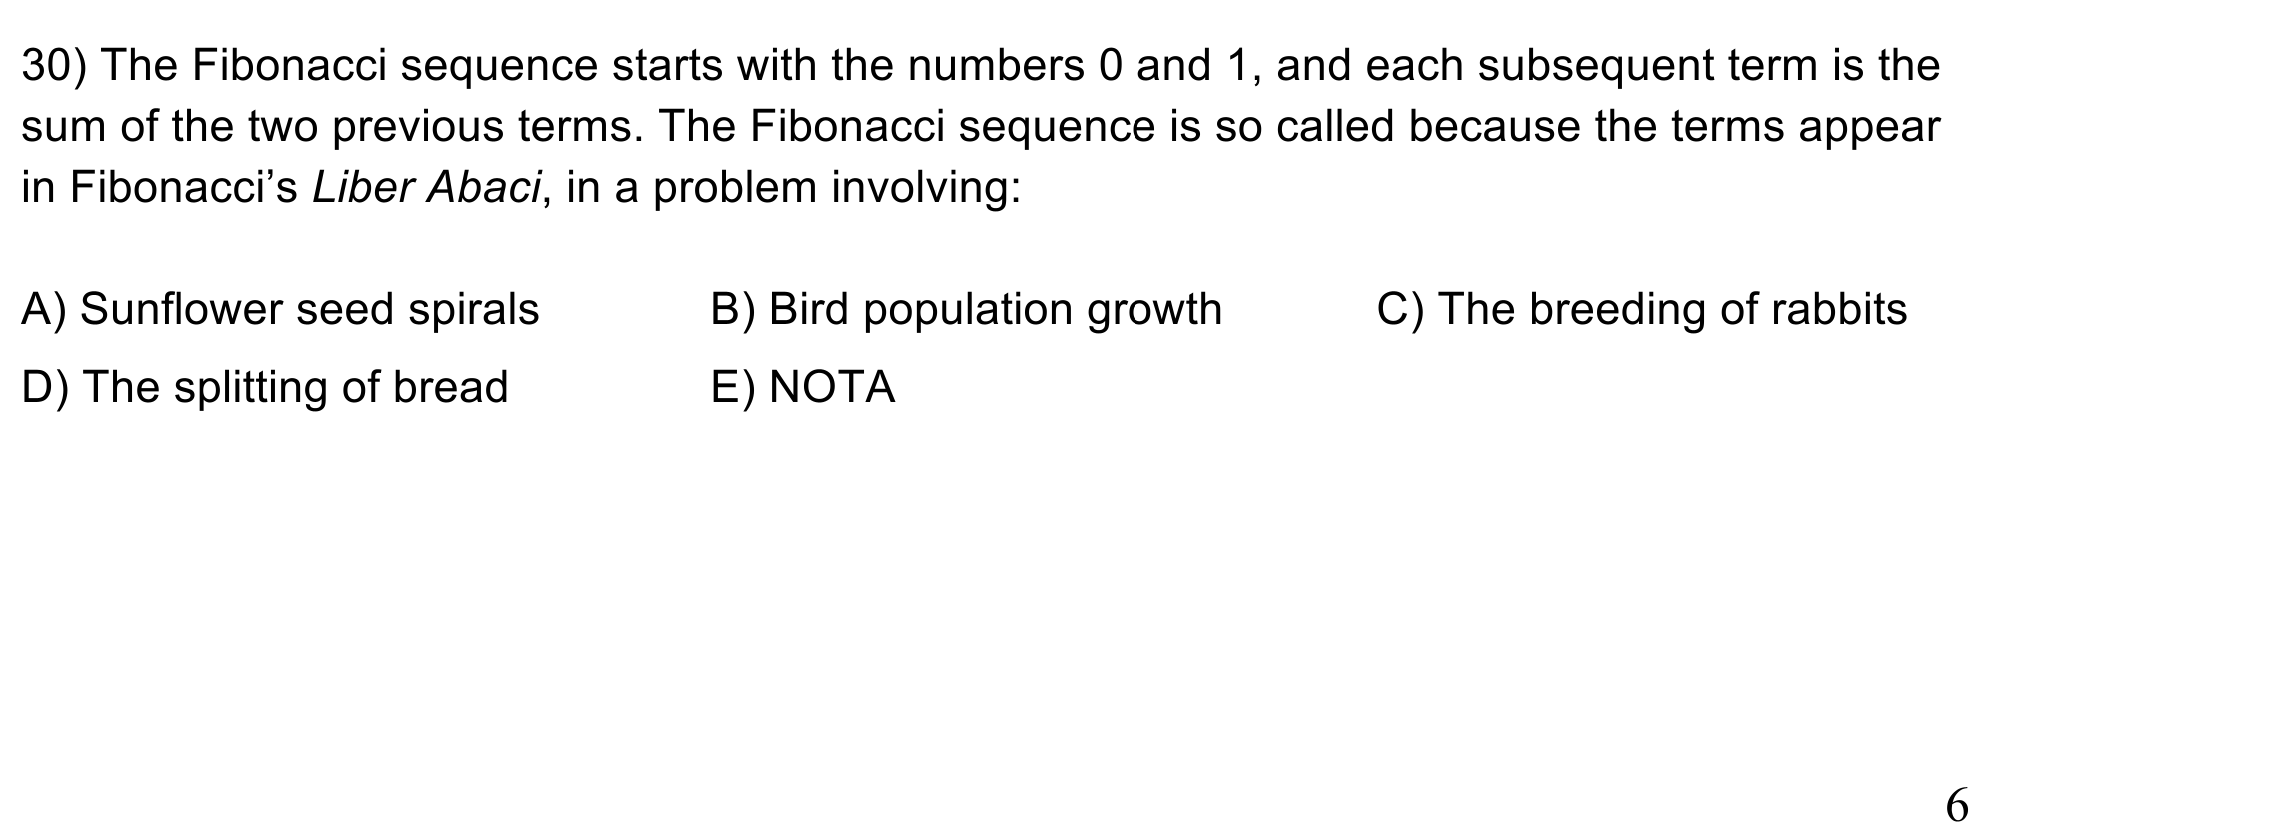 30) The Fibonacci sequence starts with the numbers 0 and 1, and each subsequent term is the
sum of the two previous terms. The Fibonacci sequence is so called because the terms appear
in Fibonacci’s Liber Abaci, in a problem involving:
A) Sunflower seed spirals B) Bird population growth C) The breeding of rabbits
D) The splitting of bread E) NOTA
6